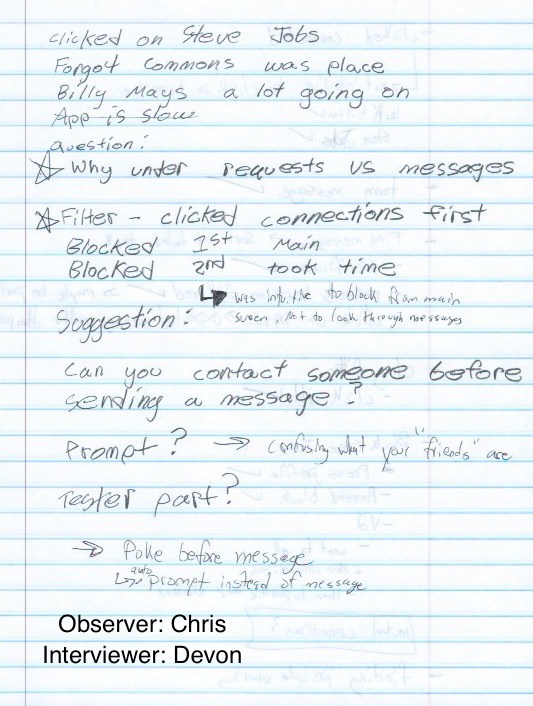 clicked on Steve Jobs
Forgot Commons was place
Billy Mays a lot going on
App is slow
question:
Why under requests vs messages
Filter - clicked connections first
Blocked 1st Main
Blocked 2nd took time
was intuitive to block from main
screen, not to look through messages
Suggestion:
Can you contact someone before
sending a message?
Prompt? → confusing what your "friends" are
Tester part?
→ Poke before message
auto
prompt instead of message
Observer: Chris
Interviewer: Devon